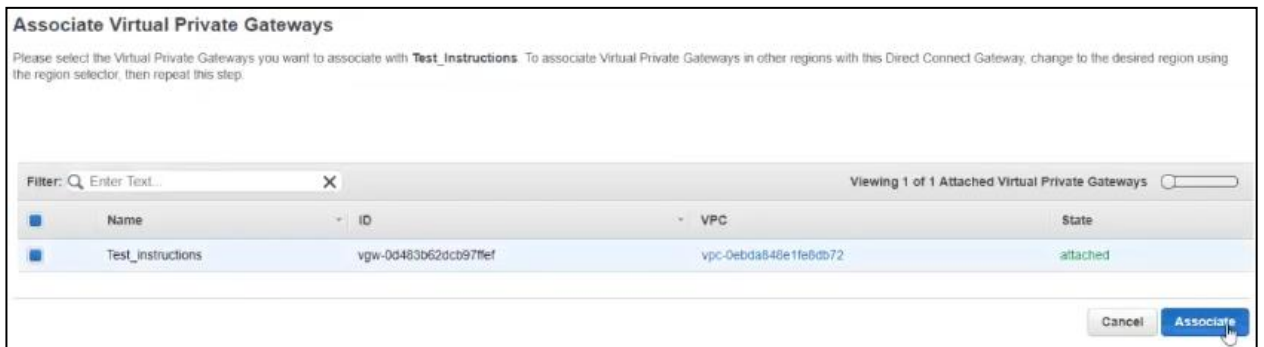 Associate Virtual Private Gateways
Please select the Virtual Private Gateways you want to associate with Test_Instructions. To associate Virtual Private Gateways in other regions with this Direct Connect Gateway, change to the desired region using
the region selector, then repeat this step.
Filter: Enter Text... Viewing 1 of 1 Attached Virtual Private Gateways
Name ID VPC State
Test_instructions vgw-0d483b62dcb97ffef vpc-0ebda848e1fe8db72 attached
Cancel Associate